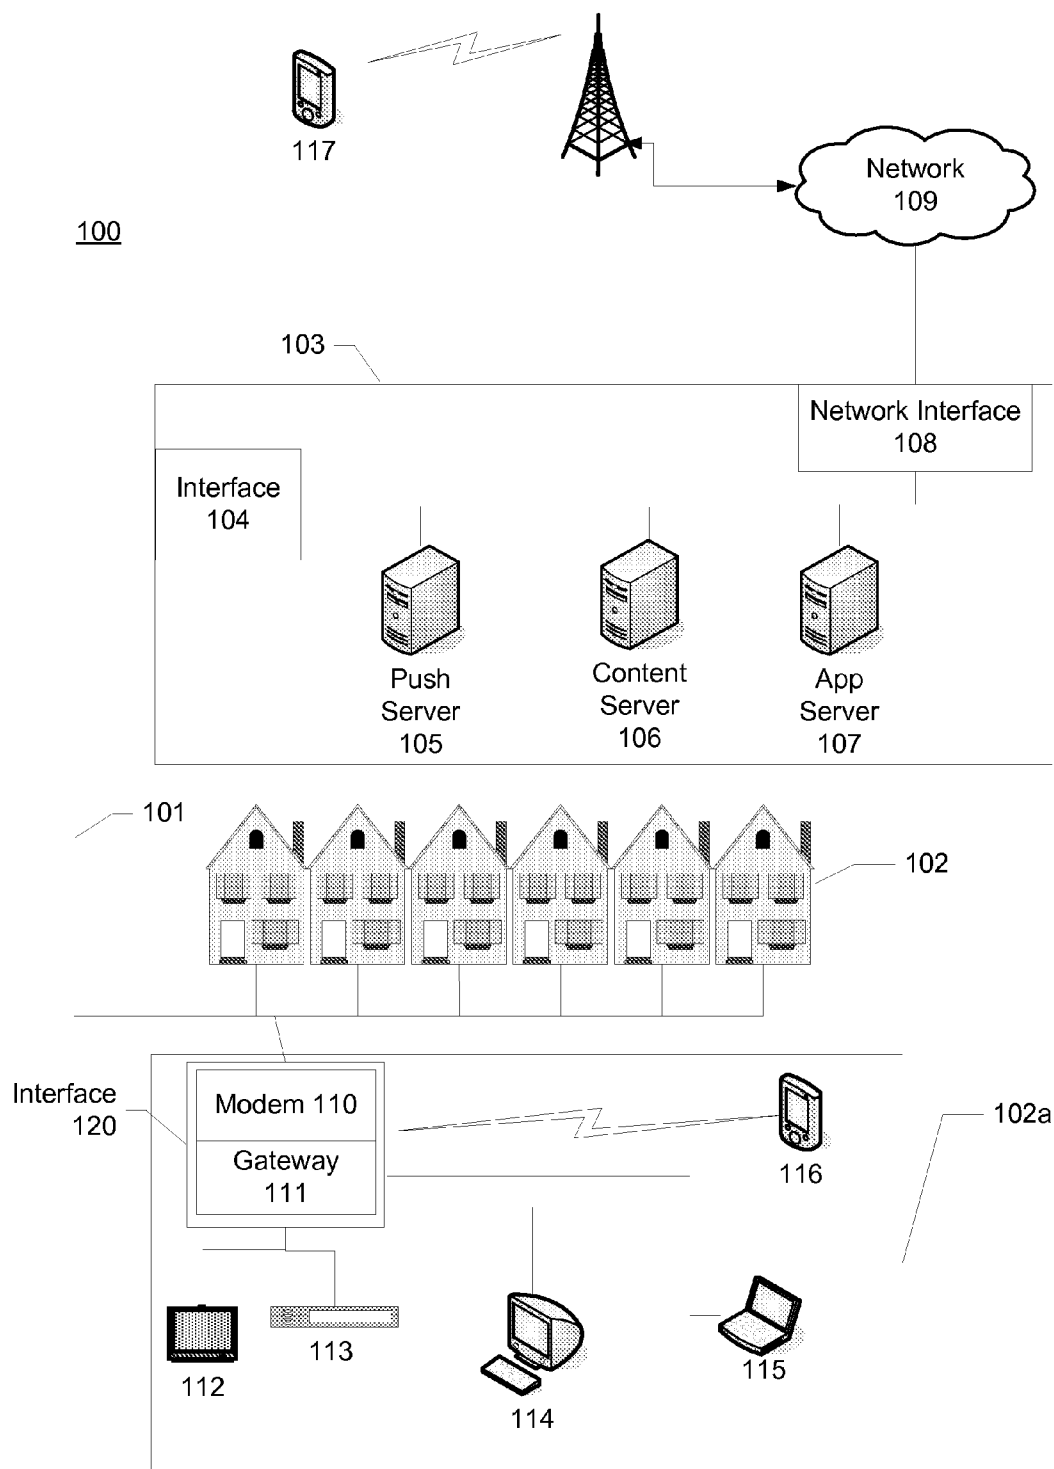 117
Network
109
100
103
Network Interface
108
Interface
104
Push
Server
105
Content
Server
106
App
Server
107
101
102
Interface
120
Modem 110
Gateway
111
116
102a
112
113
114
115